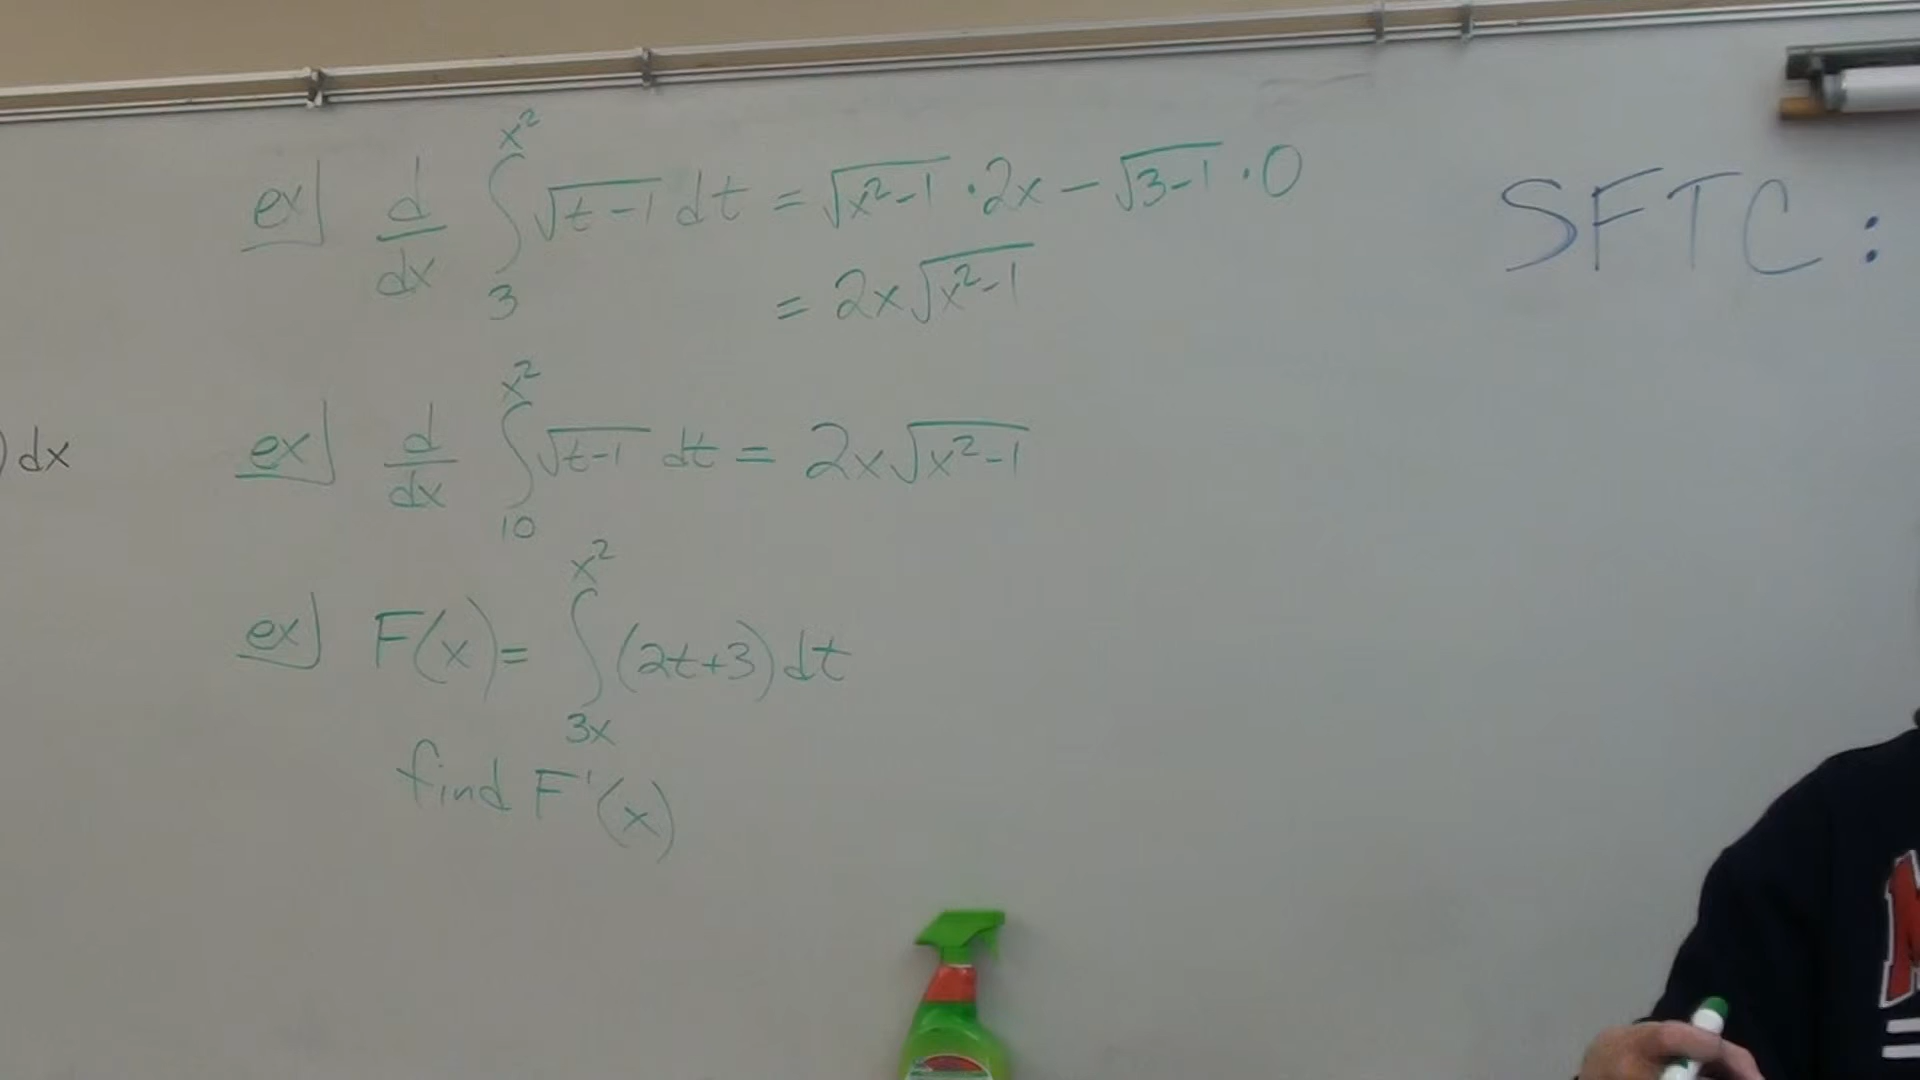 ex] d/dx ∫₃^(x²) √(t-1) dt = √(x²-1) · 2x - √(3-1) · 0
= 2x√(x²-1)
ex] d/dx ∫₁₀^(x²) √(t-1) dt = 2x√(x²-1)
ex] F(x) = ∫_(3x)^(x²) (2t+3) dt
find F'(x)
)dx
SFTC: